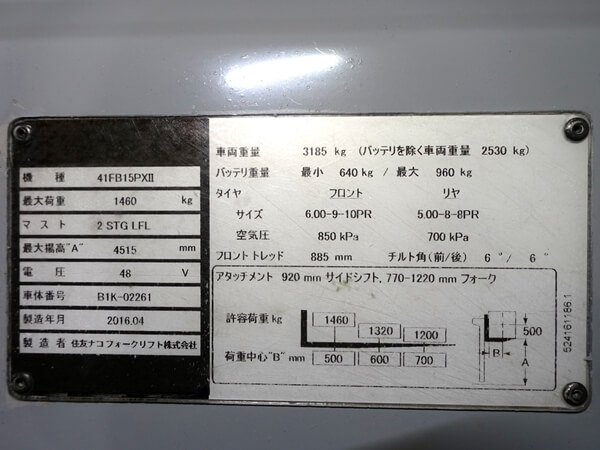 機 種 41FB15PXII
最大荷重 1460 kg
マスト 2 STG LFL
最大揚高"A" 4515 mm
電 圧 48 V
車体番号 B1K-02261
製造年月 2016.04
製造者 住友ナコフォークリフト株式会社
車両重量 3185 kg (バッテリを除く車両重量 2530 kg)
バッテリ重量 最小 640 kg / 最大 960 kg
タイヤ フロント リヤ
サイズ 6.00-9-10PR 5.00-8-8PR
空気圧 850 kPa 700 kPa
フロントトレッド 885 mm チルト角(前/後) 6°/ 6°
アタッチメント 920 mm サイドシフト, 770-1220 mm フォーク
許容荷重 kg 1460 1320 1200
荷重中心"B" mm 500 600 700
500
B
A
524161186.1